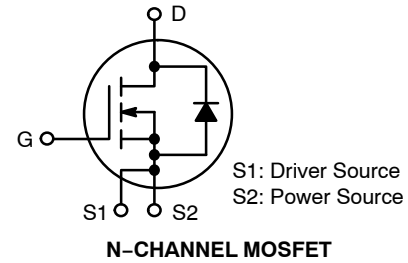 D
G
S1: Driver Source
S2: Power Source
S1 S2
N−CHANNEL MOSFET